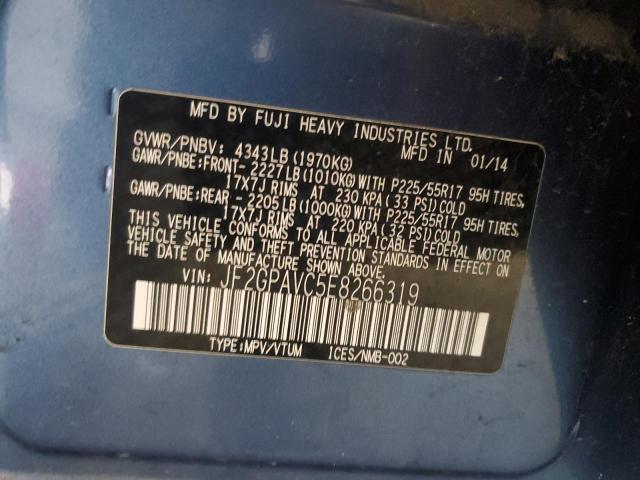 MFD BY FUJI HEAVY INDUSTRIES LTD.
GVWR/PNBV: 4343LB (1970KG) MFD IN 01/14
GAWR/PNBE:FRONT- 2227LB (1010KG) WITH P225/55R17 95H TIRES,
17X7J RIMS AT 230 KPA (33 PSI) COLD
GAWR/PNBE:REAR - 2205LB (1000KG) WITH P225/55R17 95H TIRES,
17X7J RIMS AT 220 KPA (32 PSI) COLD
THIS VEHICLE CONFORMS TO ALL APPLICABLE FEDERAL MOTOR
VEHICLE SAFETY AND THEFT PREVENTION STANDARDS IN EFFECT ON
THE DATE OF MANUFACTURE SHOWN ABOVE.
VIN: JF2GPAVC5E8266319
TYPE:MPV/VTUM ICES/NMB-002